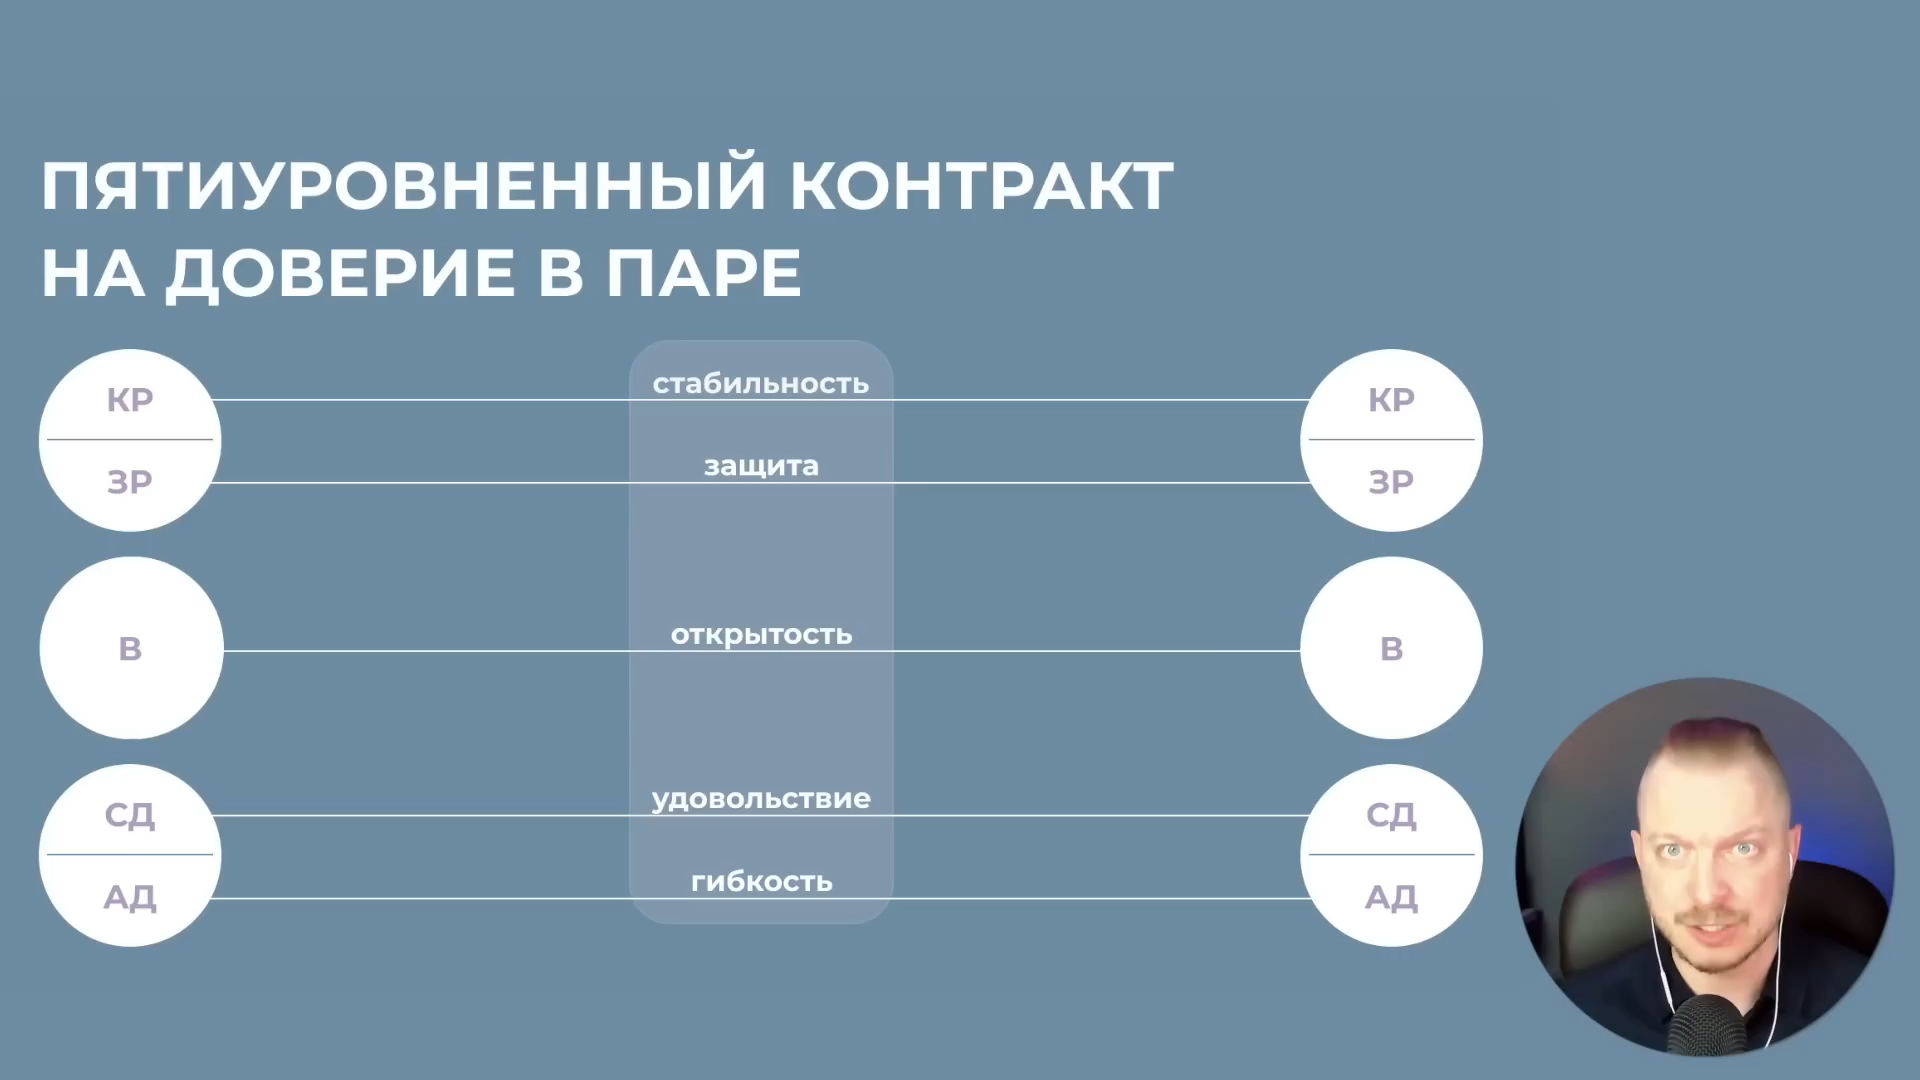 ПЯТИУРОВНЕННЫЙ КОНТРАКТ
НА ДОВЕРИЕ В ПАРЕ
КР стабильность КР
ЗР защита ЗР
В открытость В
СД удовольствие СД
АД гибкость АД